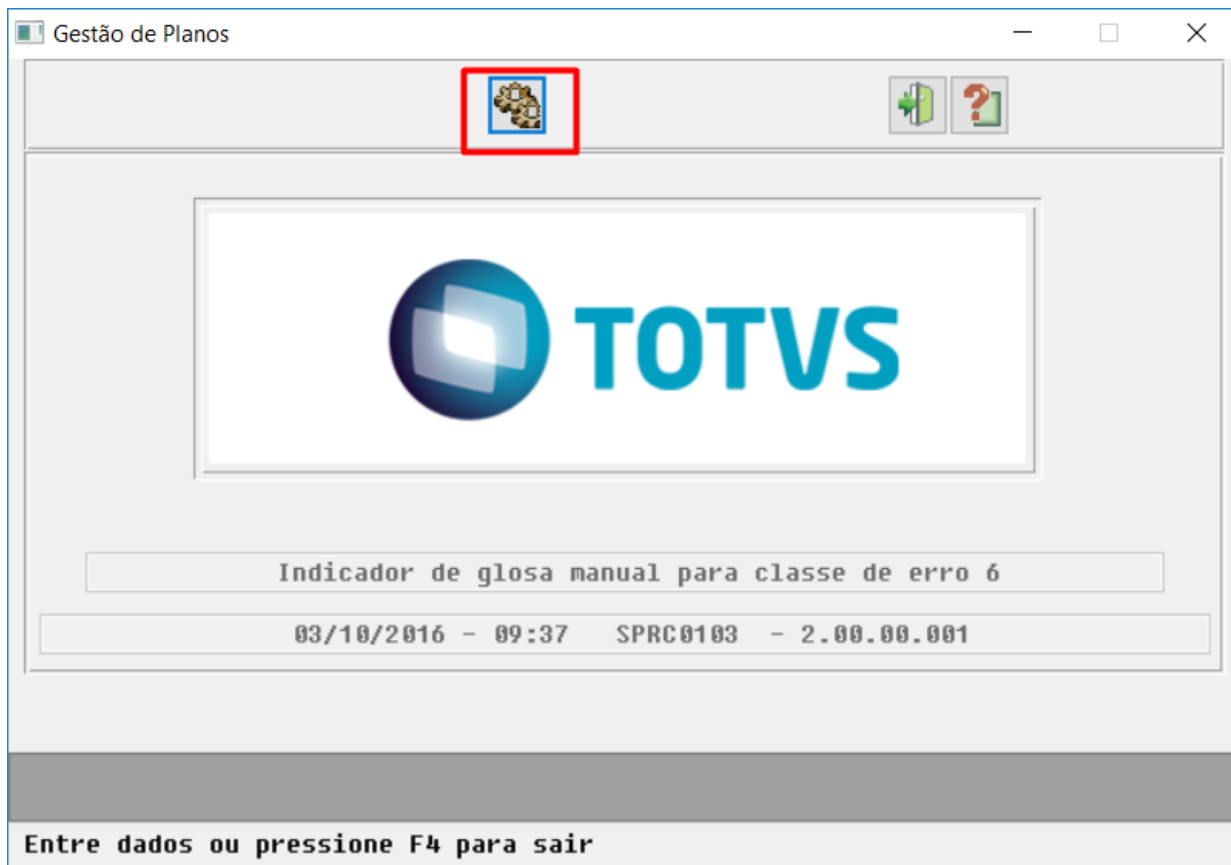 Gestão de Planos
TOTVS
Indicador de glosa manual para classe de erro 6
03/10/2016 - 09:37 SPRC0103 - 2.00.00.001
Entre dados ou pressione F4 para sair